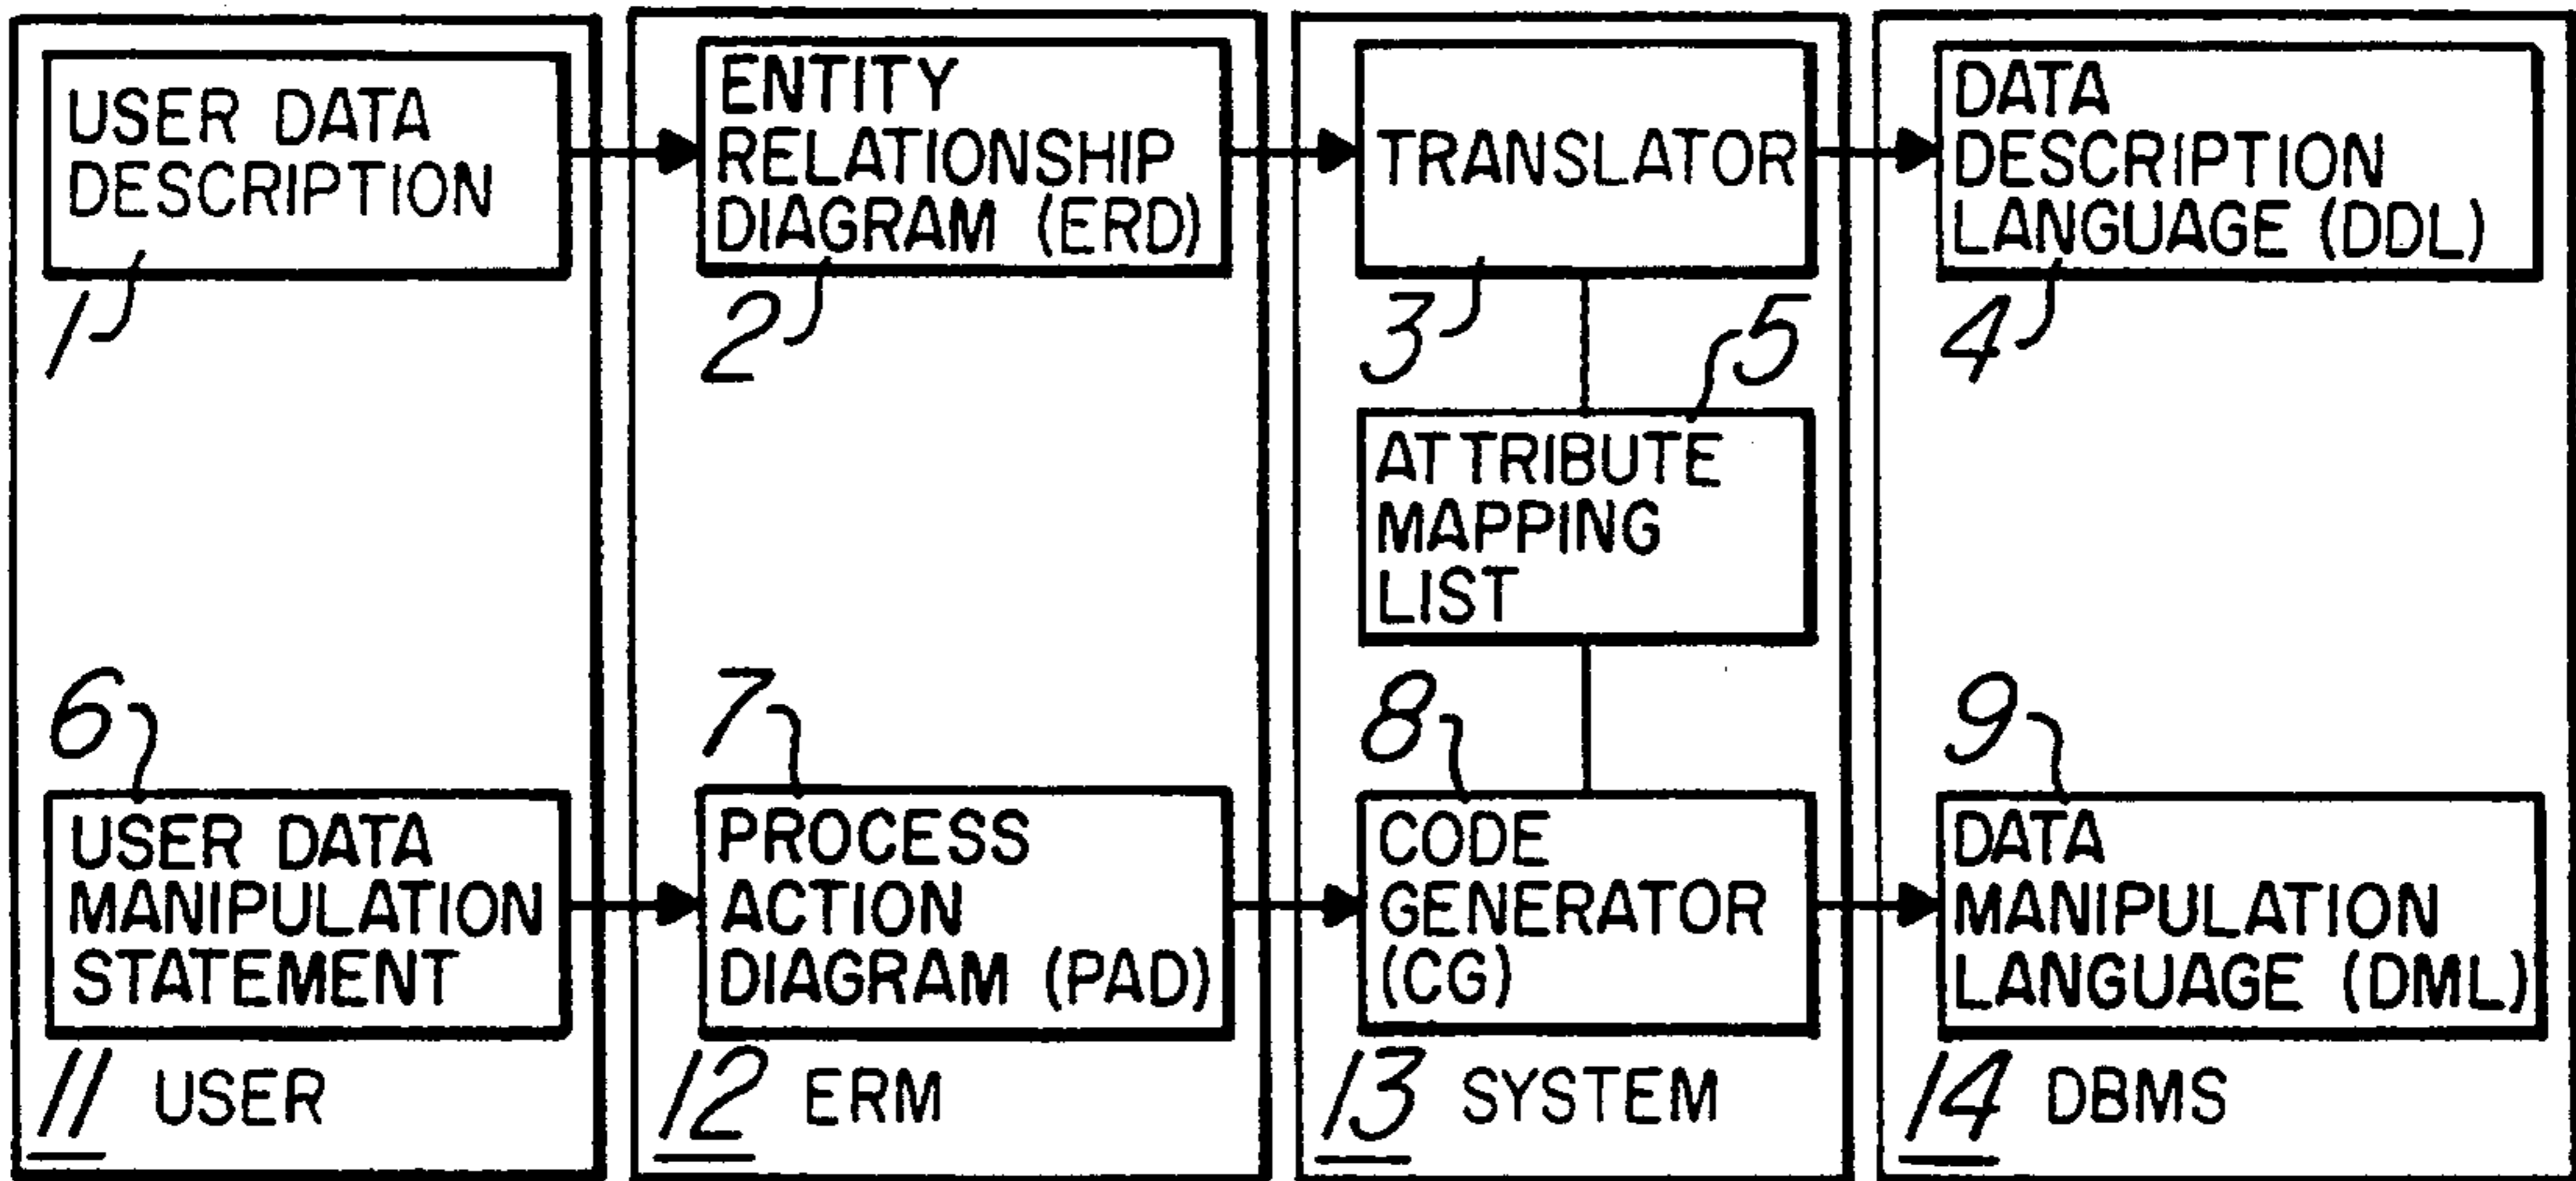 USER DATA
DESCRIPTION
1
ENTITY
RELATIONSHIP
DIAGRAM (ERD)
2
TRANSLATOR
3
DATA
DESCRIPTION
LANGUAGE (DDL)
4
5
ATTRIBUTE
MAPPING
LIST
6
USER DATA
MANIPULATION
STATEMENT
7
PROCESS
ACTION
DIAGRAM (PAD)
8
CODE
GENERATOR
(CG)
9
DATA
MANIPULATION
LANGUAGE (DML)
11 USER
12 ERM
13 SYSTEM
14 DBMS